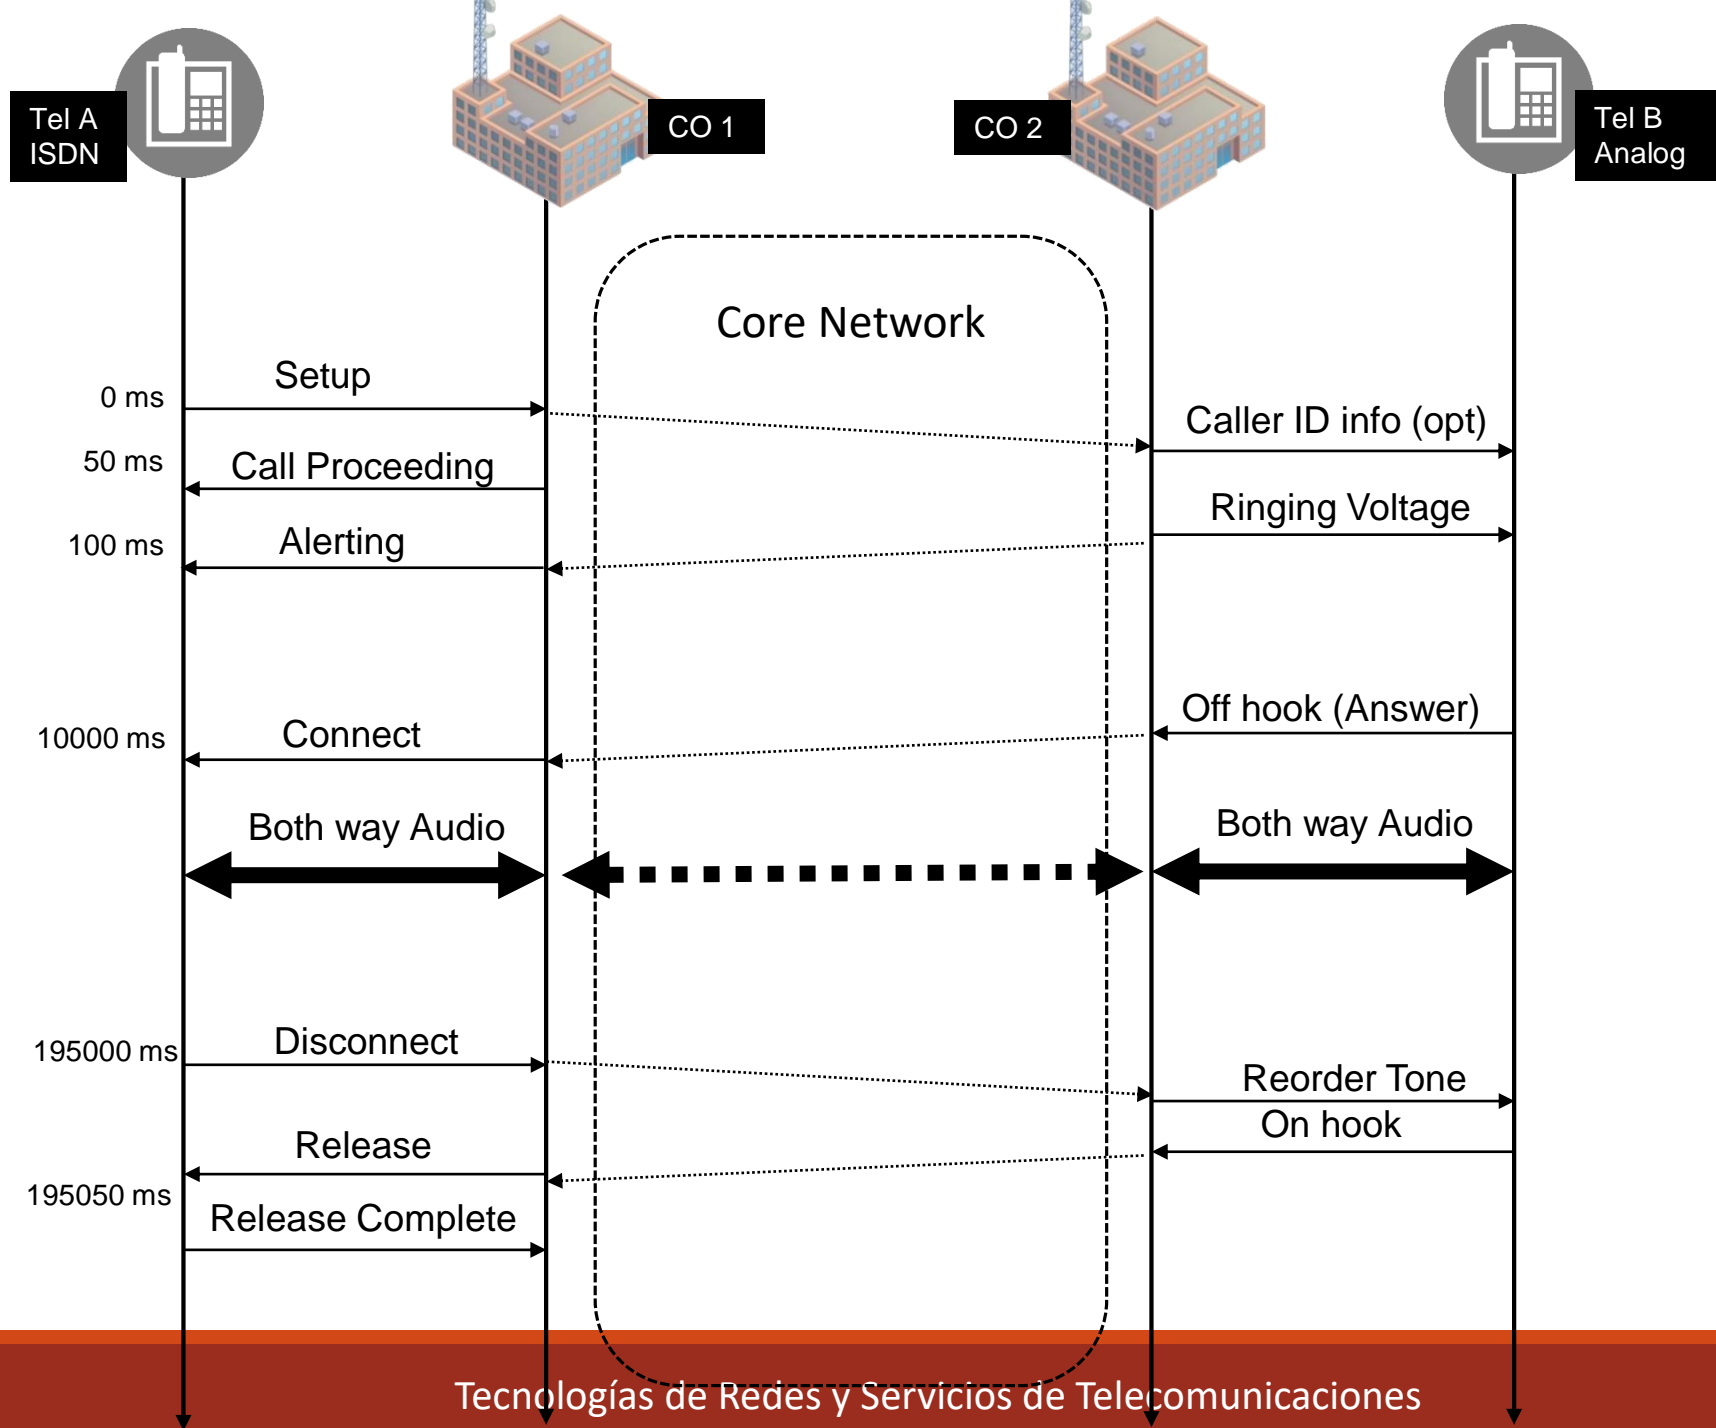 Tel A
ISDN
CO 1
CO 2
Tel B
Analog
Core Network
Setup
0 ms
Caller ID info (opt)
50 ms
Call Proceeding
Ringing Voltage
100 ms
Alerting
Off hook (Answer)
10000 ms
Connect
Both way Audio
Both way Audio
195000 ms
Disconnect
Reorder Tone
On hook
Release
195050 ms
Release Complete
Tecnologías de Redes y Servicios de Telecomunicaciones